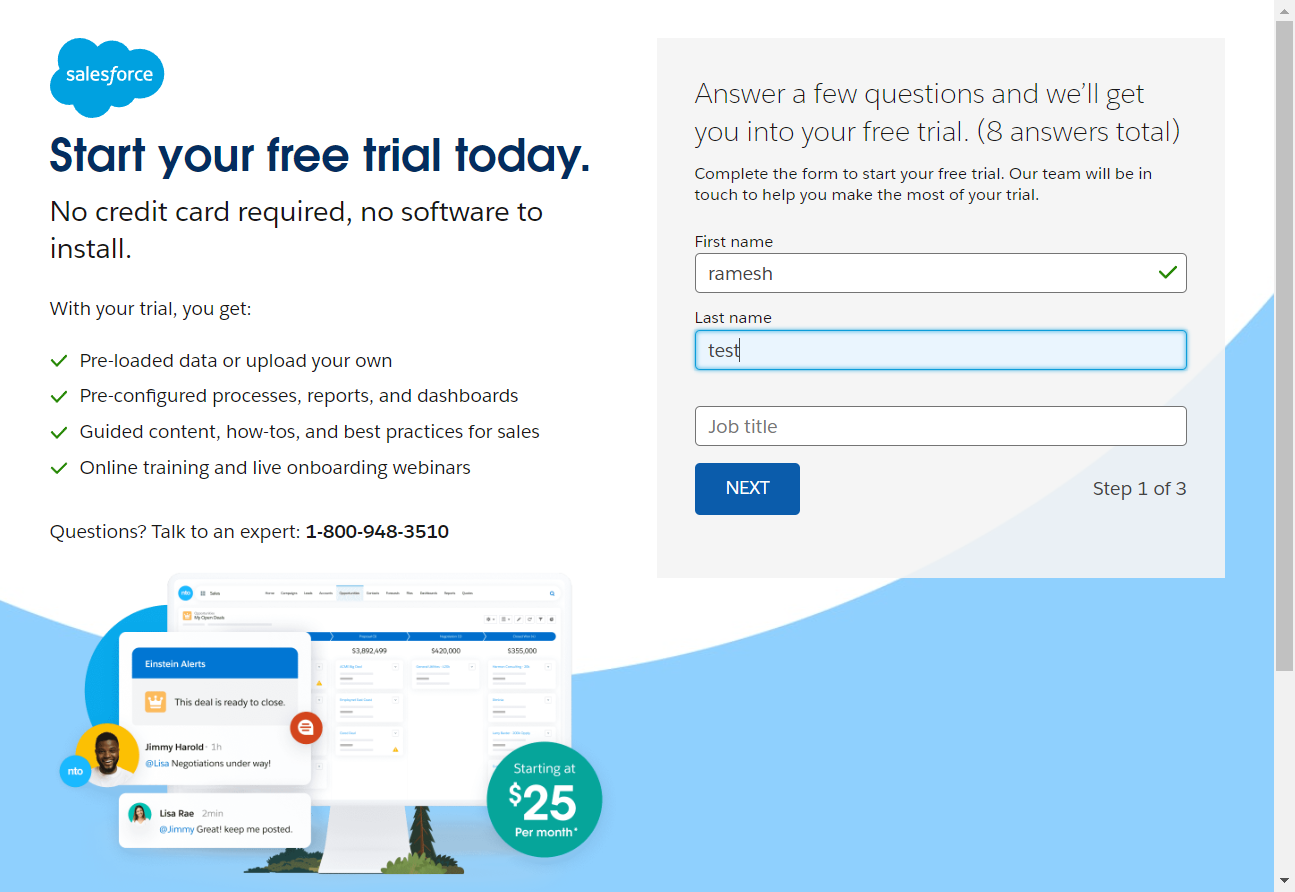 salesforce
Start your free trial today.
No credit card required, no software to
install.
With your trial, you get:
Pre-loaded data or upload your own
Pre-configured processes, reports, and dashboards
Guided content, how-tos, and best practices for sales
Online training and live onboarding webinars
Questions? Talk to an expert: 1-800-948-3510
Answer a few questions and we’ll get
you into your free trial. (8 answers total)
Complete the form to start your free trial. Our team will be in
touch to help you make the most of your trial.
First name
ramesh
Last name
test
Job title
NEXT
Step 1 of 3
nto
Sales
My Open Deals
$3,892,499
$420,000
$355,000
Einstein Alerts
This deal is ready to close.
Jimmy Harold · 1h
@Lisa Negotiations under way!
nto
Lisa Rae 2min
@Jimmy Great! keep me posted.
Starting at
$25
Per month*